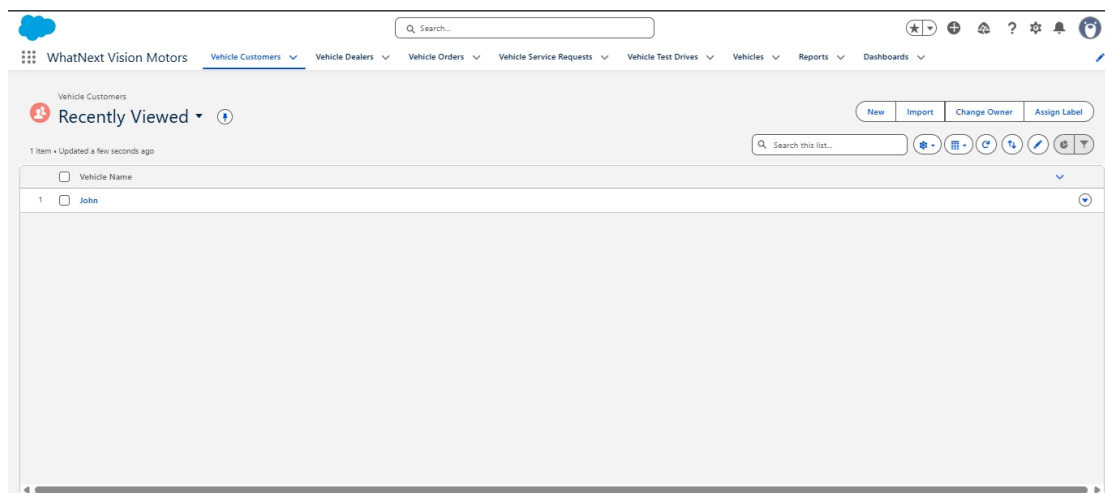 Search...
WhatNext Vision Motors Vehicle Customers Vehicle Dealers Vehicle Orders Vehicle Service Requests Vehicle Test Drives Vehicles Reports Dashboards
Vehicle Customers
Recently Viewed
New Import Change Owner Assign Label
1 item • Updated a few seconds ago
Search this list...
Vehicle Name
1 John